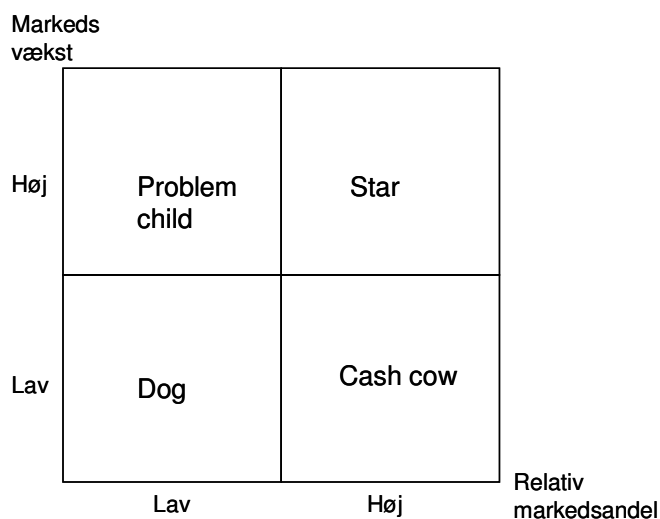 Markeds
vækst
Høj
Problem
child
Star
Lav
Dog
Cash cow
Lav
Høj
Relativ
markedsandel